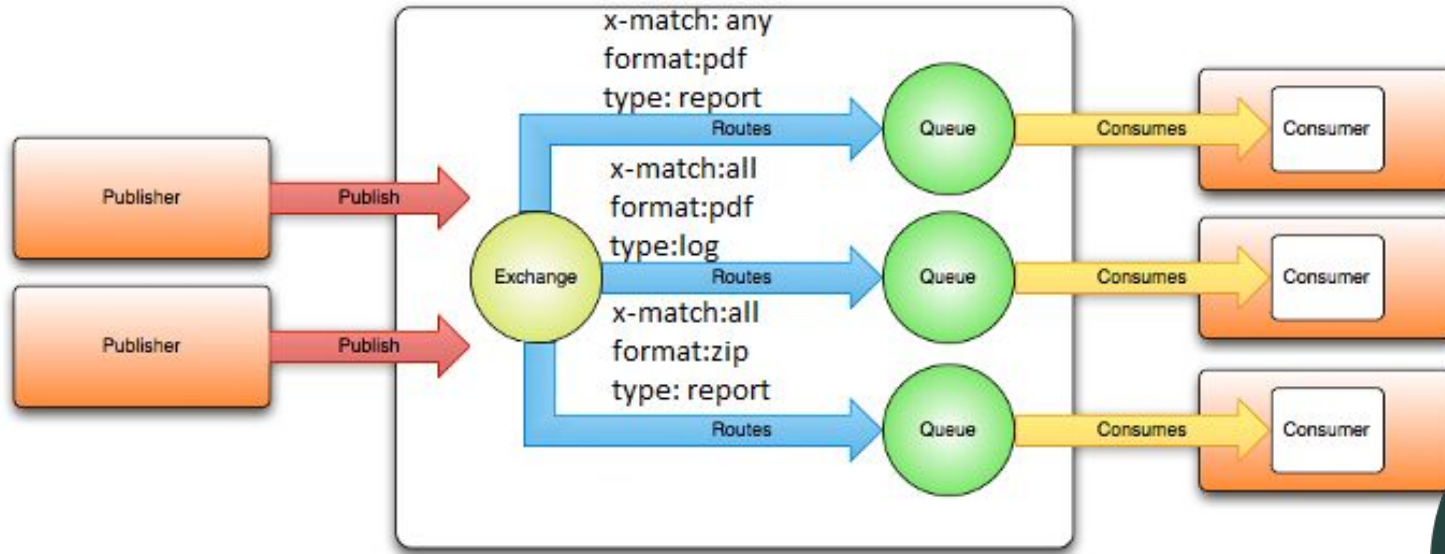 x-match: any
format:pdf
type: report
Routes
Queue
Consumes
Consumer
Publisher
Publish
x-match:all
format:pdf
type:log
Exchange
Routes
Queue
Consumes
Consumer
Publisher
Publish
x-match:all
format:zip
type: report
Routes
Queue
Consumes
Consumer